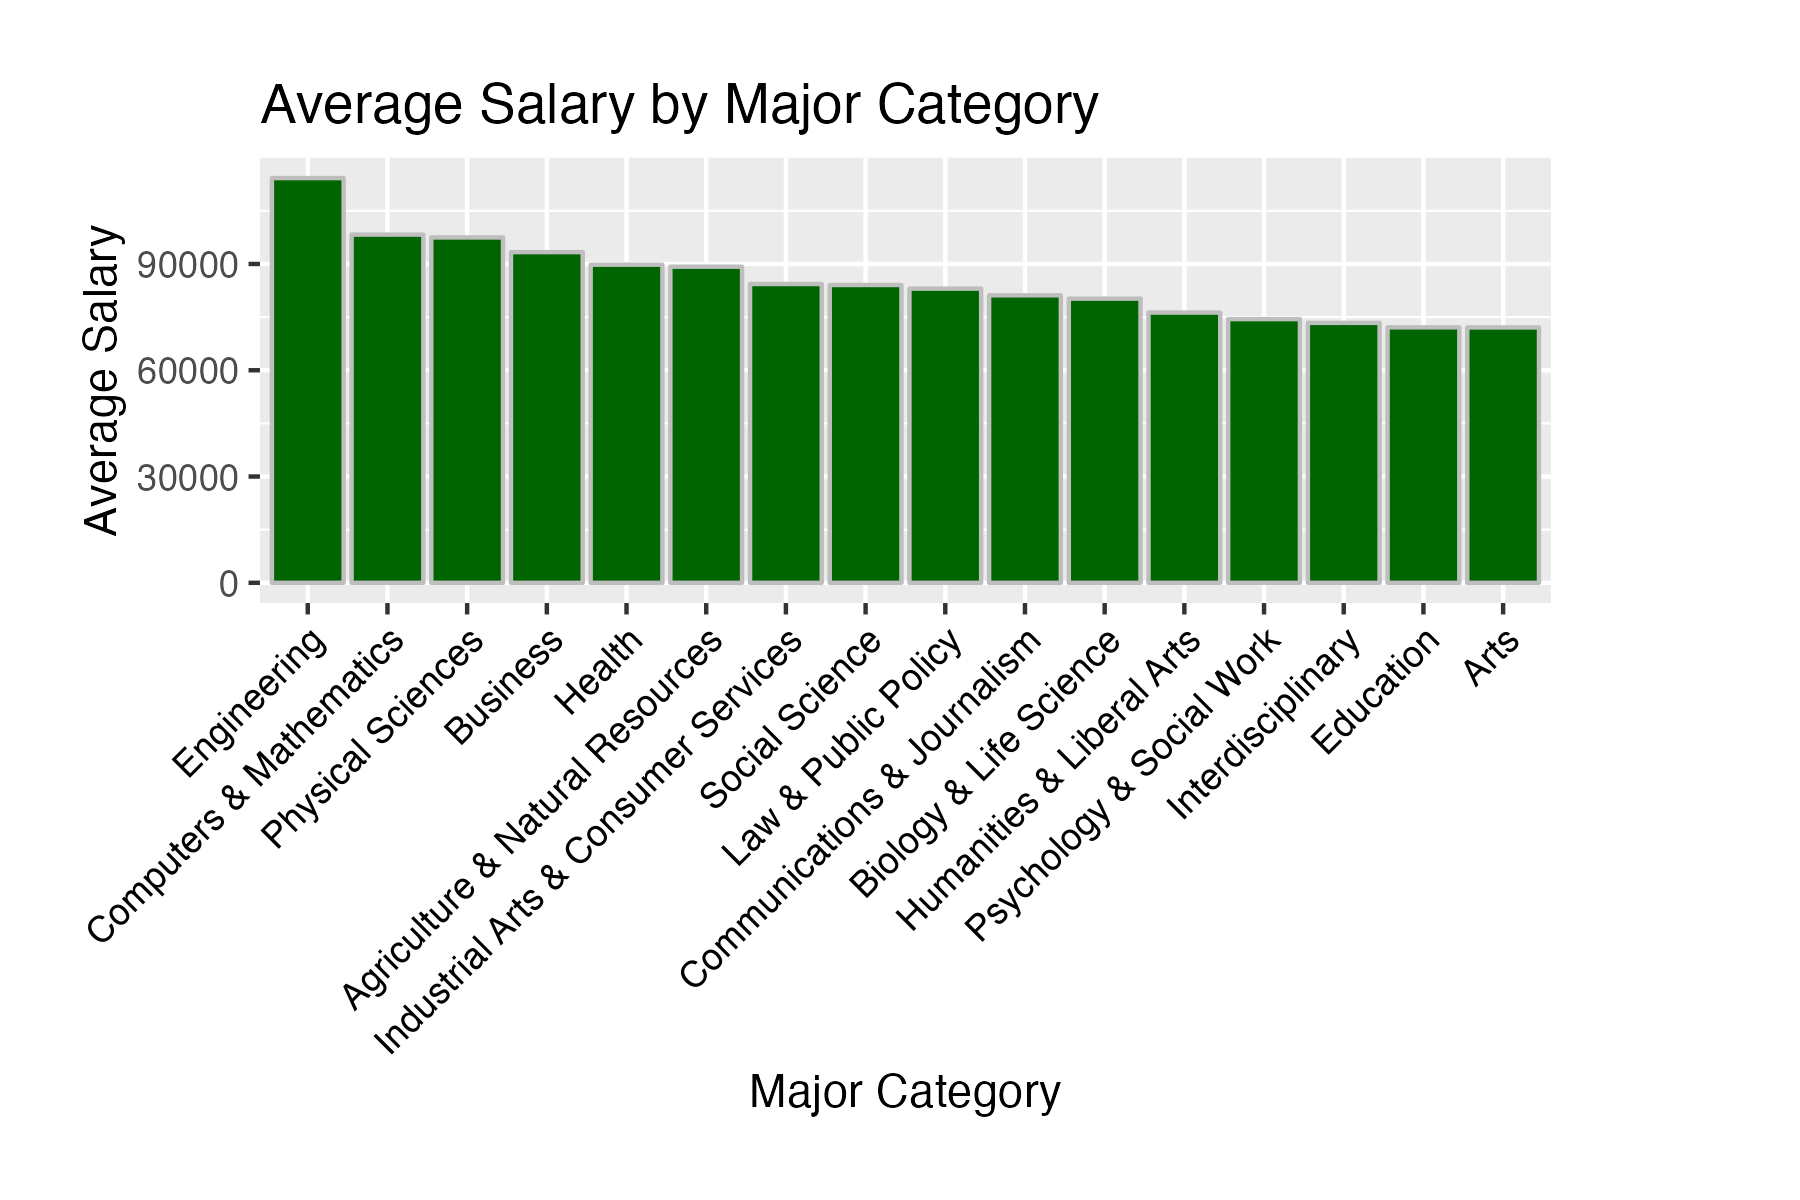 Average Salary by Major Category
Average Salary
90000
60000
30000
0
Engineering
Computers & Mathematics
Physical Sciences
Business
Health
Agriculture & Natural Resources
Industrial Arts & Consumer Services
Social Science
Law & Public Policy
Communications & Journalism
Biology & Life Science
Humanities & Liberal Arts
Psychology & Social Work
Interdisciplinary
Education
Arts
Major Category